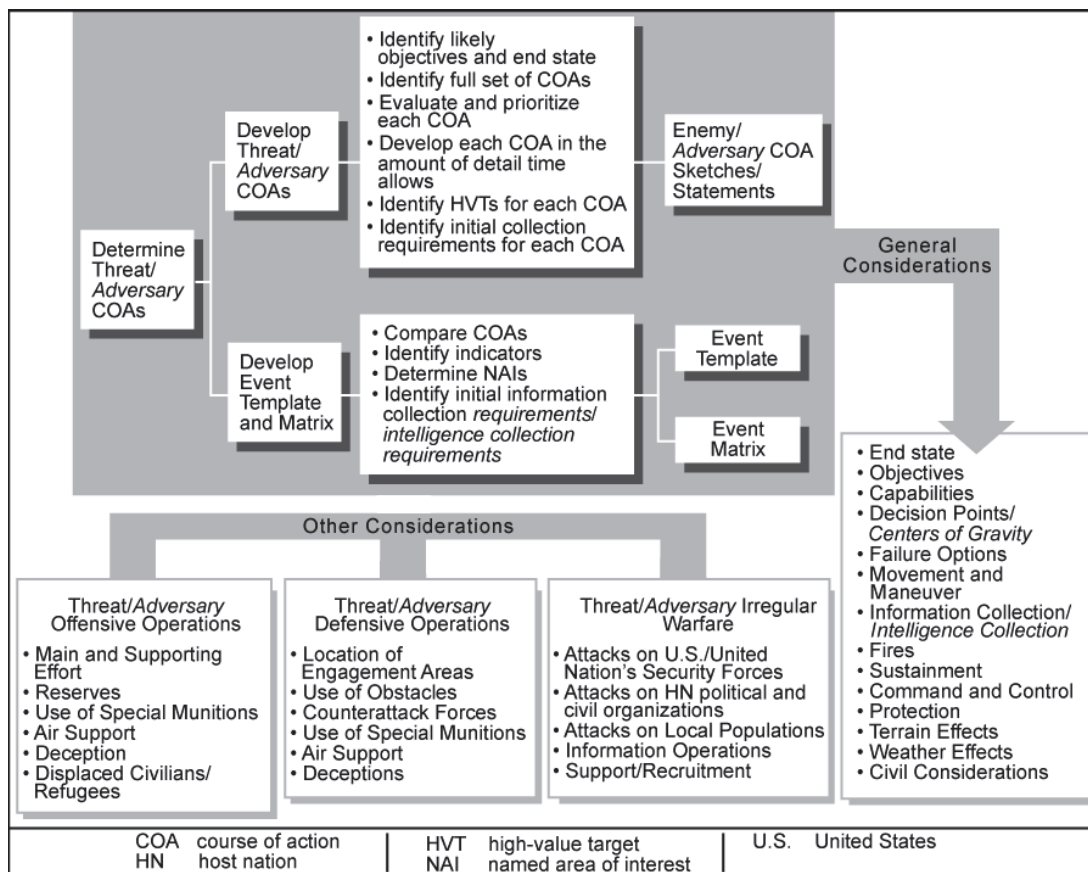 Determine
Threat/
Adversary
COAs
Develop
Threat/
Adversary
COAs
• Identify likely
objectives and end state
• Identify full set of COAs
• Evaluate and prioritize
each COA
• Develop each COA in the
amount of detail time
allows
• Identify HVTs for each COA
• Identify initial collection
requirements for each COA
Enemy/
Adversary COA
Sketches/
Statements
Develop
Event
Template
and Matrix
• Compare COAs
• Identify indicators
• Determine NAIs
• Identify initial information
collection requirements/
intelligence collection
requirements
Event
Template
Event
Matrix
General
Considerations
• End state
• Objectives
• Capabilities
• Decision Points/
Centers of Gravity
• Failure Options
• Movement and
Maneuver
• Information Collection/
Intelligence Collection
• Fires
• Sustainment
• Command and Control
• Protection
• Terrain Effects
• Weather Effects
• Civil Considerations
Other Considerations
Threat/Adversary
Offensive Operations
• Main and Supporting
Effort
• Reserves
• Use of Special Munitions
• Air Support
• Deception
• Displaced Civilians/
Refugees
Threat/Adversary
Defensive Operations
• Location of
Engagement Areas
• Use of Obstacles
• Counterattack Forces
• Use of Special Munitions
• Air Support
• Deceptions
Threat/Adversary Irregular
Warfare
• Attacks on U.S./United
Nation's Security Forces
• Attacks on HN political and
civil organizations
• Attacks on Local Populations
• Information Operations
• Support/Recruitment
COA course of action
HN host nation
HVT high-value target
NAI named area of interest
U.S. United States